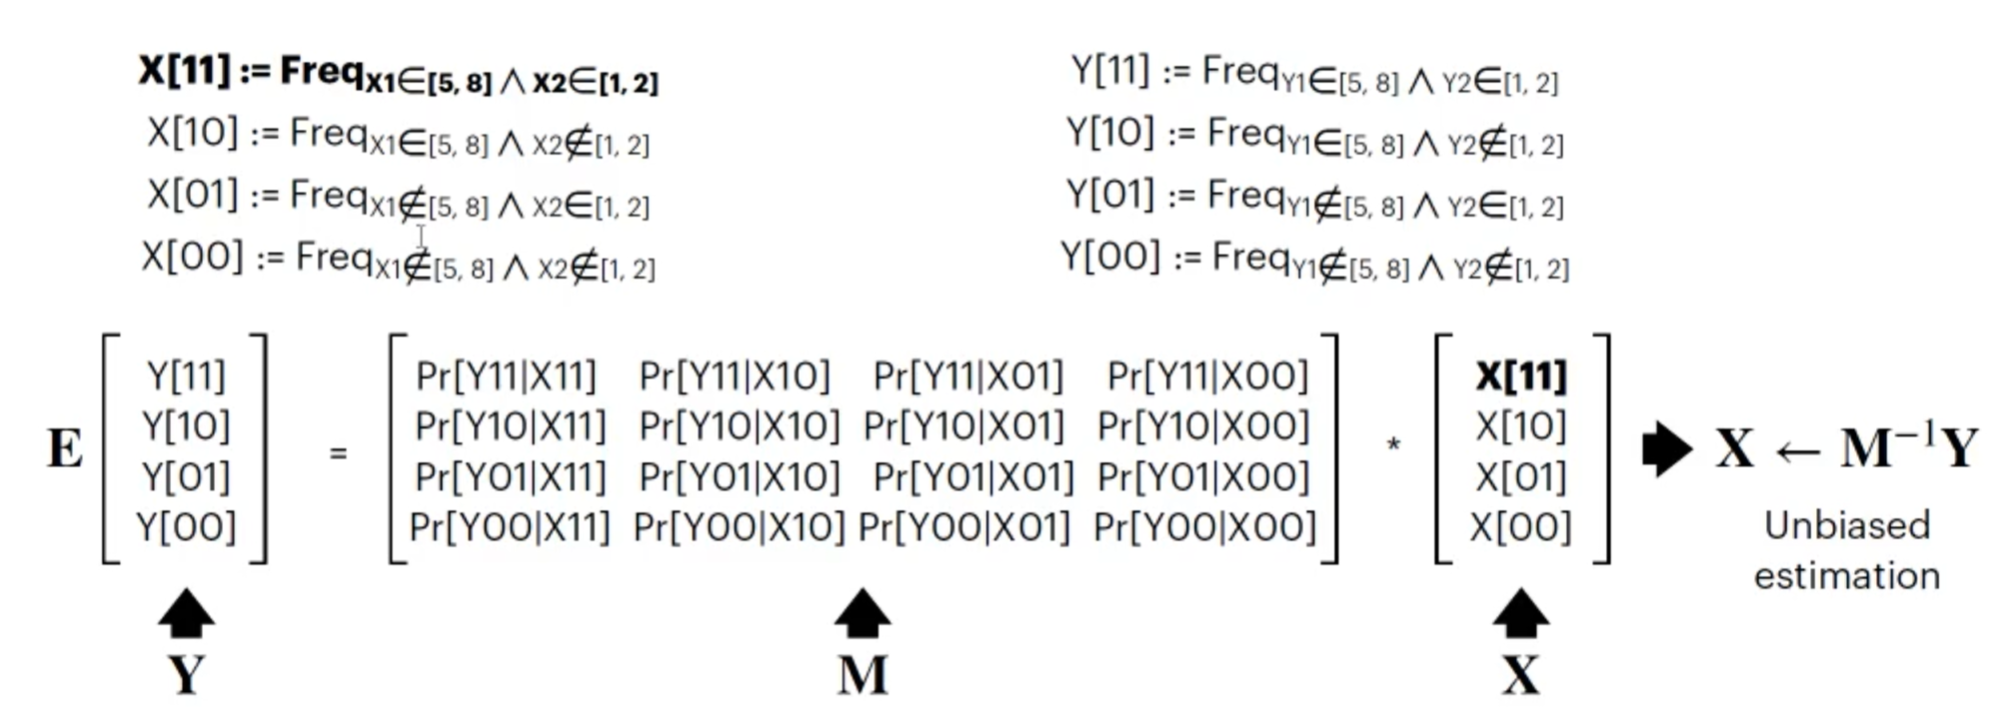 X[11] := Freq X1∈[5, 8] ∧ X2∈[1, 2]
X[10] := Freq X1∈[5, 8] ∧ X2∉[1, 2]
X[01] := Freq X1∉[5, 8] ∧ X2∈[1, 2]
X[00] := Freq X1∉[5, 8] ∧ X2∉[1, 2]
Y[11] := Freq Y1∈[5, 8] ∧ Y2∈[1, 2]
Y[10] := Freq Y1∈[5, 8] ∧ Y2∉[1, 2]
Y[01] := Freq Y1∉[5, 8] ∧ Y2∈[1, 2]
Y[00] := Freq Y1∉[5, 8] ∧ Y2∉[1, 2]
E
Y[11]
Y[10]
Y[01]
Y[00]
=
Pr[Y11|X11] Pr[Y11|X10] Pr[Y11|X01] Pr[Y11|X00]
Pr[Y10|X11] Pr[Y10|X10] Pr[Y10|X01] Pr[Y10|X00]
Pr[Y01|X11] Pr[Y01|X10] Pr[Y01|X01] Pr[Y01|X00]
Pr[Y00|X11] Pr[Y00|X10] Pr[Y00|X01] Pr[Y00|X00]
*
X[11]
X[10]
X[01]
X[00]
X ← M⁻¹Y
Unbiased
estimation
Y
M
X